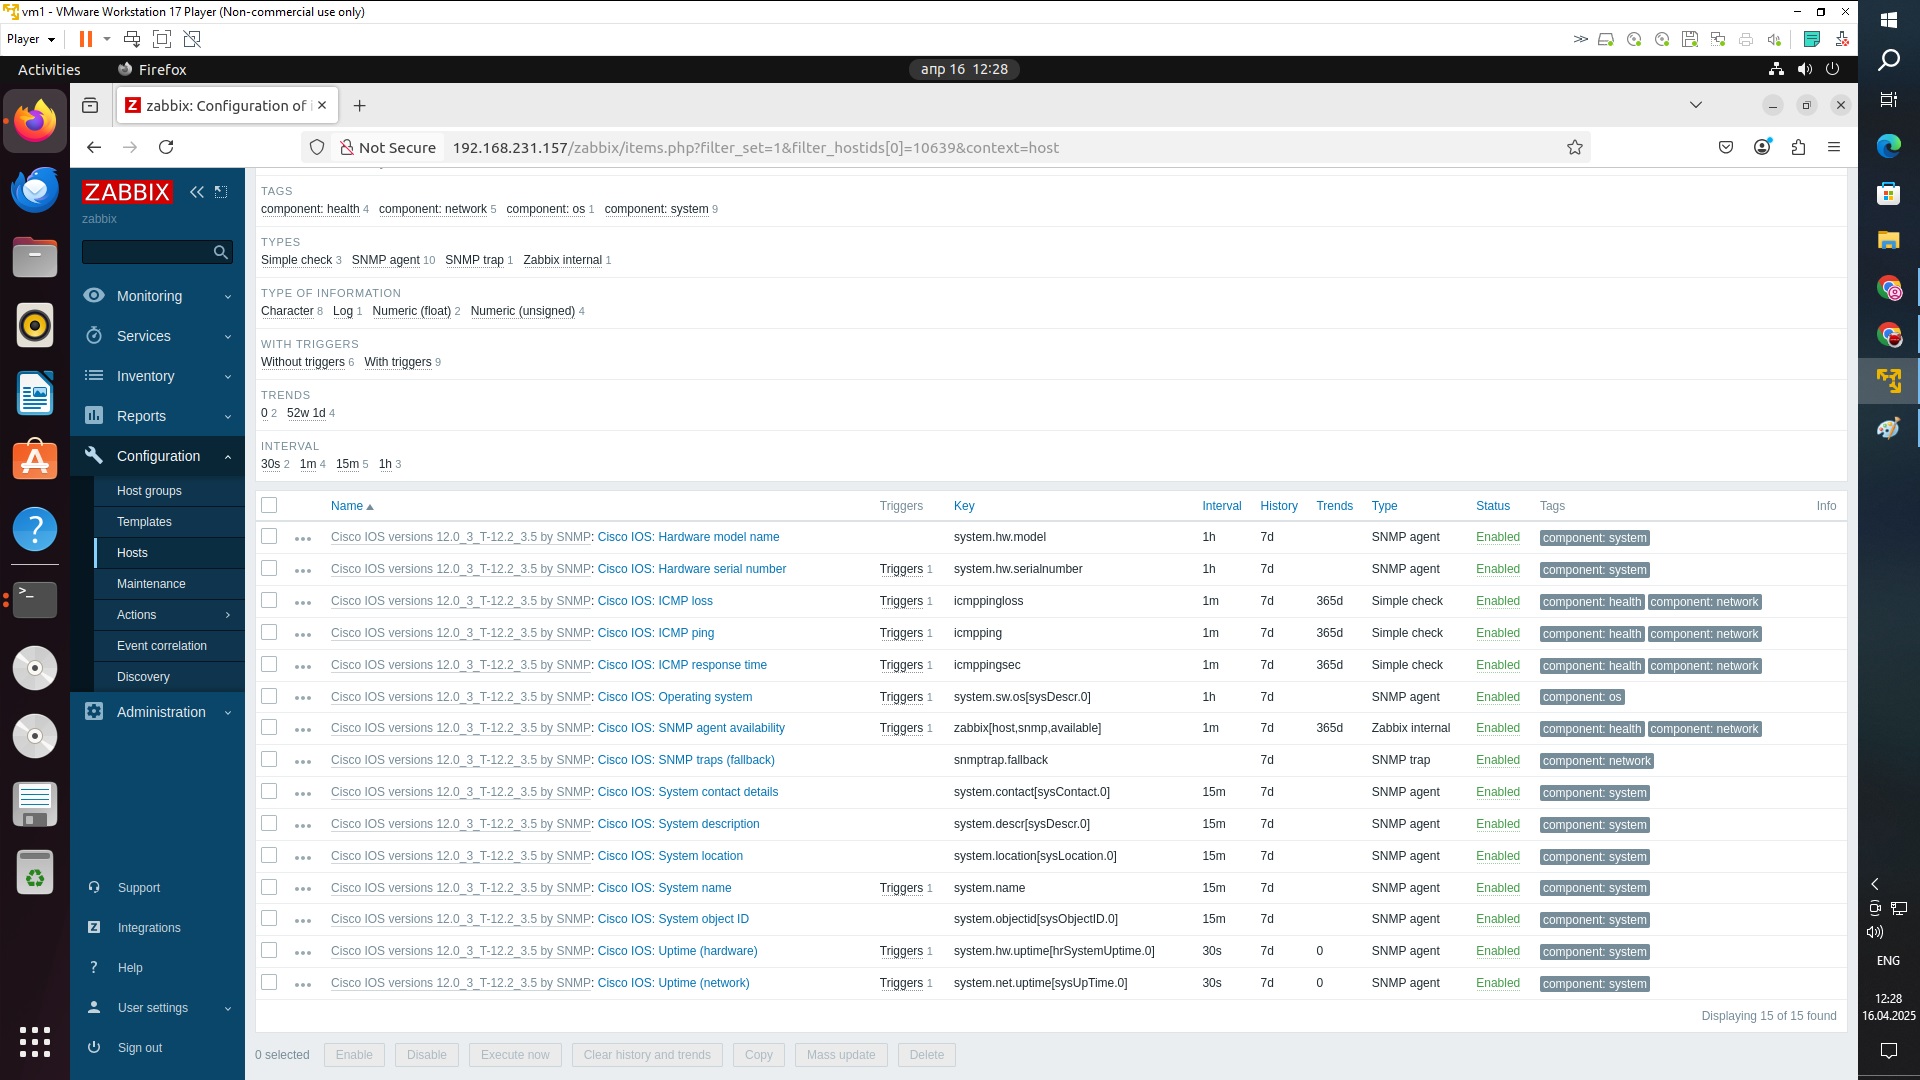 vm1 - VMware Workstation 17 Player (Non-commercial use only)
Player
Activities Firefox апр 16 12:28
zabbix: Configuration of i
Not Secure 192.168.231.157/zabbix/items.php?filter_set=1&filter_hostids[0]=10639&context=host
ZABBIX
zabbix
Monitoring
Services
Inventory
Reports
Configuration
Host groups
Templates
Hosts
Maintenance
Actions
Event correlation
Discovery
Administration
Support
Integrations
Help
User settings
Sign out
TAGS
component: health 4 component: network 5 component: os 1 component: system 9
TYPES
Simple check 3 SNMP agent 10 SNMP trap 1 Zabbix internal 1
TYPE OF INFORMATION
Character 8 Log 1 Numeric (float) 2 Numeric (unsigned) 4
WITH TRIGGERS
Without triggers 6 With triggers 9
TRENDS
0 2 52w 1d 4
INTERVAL
30s 2 1m 4 15m 5 1h 3
Name Triggers Key Interval History Trends Type Status Tags Info
Cisco IOS versions 12.0_3_T-12.2_3.5 by SNMP: Cisco IOS: Hardware model name system.hw.model 1h 7d SNMP agent Enabled component: system
Cisco IOS versions 12.0_3_T-12.2_3.5 by SNMP: Cisco IOS: Hardware serial number Triggers 1 system.hw.serialnumber 1h 7d SNMP agent Enabled component: system
Cisco IOS versions 12.0_3_T-12.2_3.5 by SNMP: Cisco IOS: ICMP loss Triggers 1 icmppingloss 1m 7d 365d Simple check Enabled component: health component: network
Cisco IOS versions 12.0_3_T-12.2_3.5 by SNMP: Cisco IOS: ICMP ping Triggers 1 icmpping 1m 7d 365d Simple check Enabled component: health component: network
Cisco IOS versions 12.0_3_T-12.2_3.5 by SNMP: Cisco IOS: ICMP response time Triggers 1 icmppingsec 1m 7d 365d Simple check Enabled component: health component: network
Cisco IOS versions 12.0_3_T-12.2_3.5 by SNMP: Cisco IOS: Operating system Triggers 1 system.sw.os[sysDescr.0] 1h 7d SNMP agent Enabled component: os
Cisco IOS versions 12.0_3_T-12.2_3.5 by SNMP: Cisco IOS: SNMP agent availability Triggers 1 zabbix[host,snmp,available] 1m 7d 365d Zabbix internal Enabled component: health component: network
Cisco IOS versions 12.0_3_T-12.2_3.5 by SNMP: Cisco IOS: SNMP traps (fallback) snmptrap.fallback 7d SNMP trap Enabled component: network
Cisco IOS versions 12.0_3_T-12.2_3.5 by SNMP: Cisco IOS: System contact details system.contact[sysContact.0] 15m 7d SNMP agent Enabled component: system
Cisco IOS versions 12.0_3_T-12.2_3.5 by SNMP: Cisco IOS: System description system.descr[sysDescr.0] 15m 7d SNMP agent Enabled component: system
Cisco IOS versions 12.0_3_T-12.2_3.5 by SNMP: Cisco IOS: System location system.location[sysLocation.0] 15m 7d SNMP agent Enabled component: system
Cisco IOS versions 12.0_3_T-12.2_3.5 by SNMP: Cisco IOS: System name Triggers 1 system.name 15m 7d SNMP agent Enabled component: system
Cisco IOS versions 12.0_3_T-12.2_3.5 by SNMP: Cisco IOS: System object ID system.objectid[sysObjectID.0] 15m 7d SNMP agent Enabled component: system
Cisco IOS versions 12.0_3_T-12.2_3.5 by SNMP: Cisco IOS: Uptime (hardware) Triggers 1 system.hw.uptime[hrSystemUptime.0] 30s 7d 0 SNMP agent Enabled component: system
Cisco IOS versions 12.0_3_T-12.2_3.5 by SNMP: Cisco IOS: Uptime (network) Triggers 1 system.net.uptime[sysUpTime.0] 30s 7d 0 SNMP agent Enabled component: system
Displaying 15 of 15 found
0 selected Enable Disable Execute now Clear history and trends Copy Mass update Delete
ENG
12:28
16.04.2025